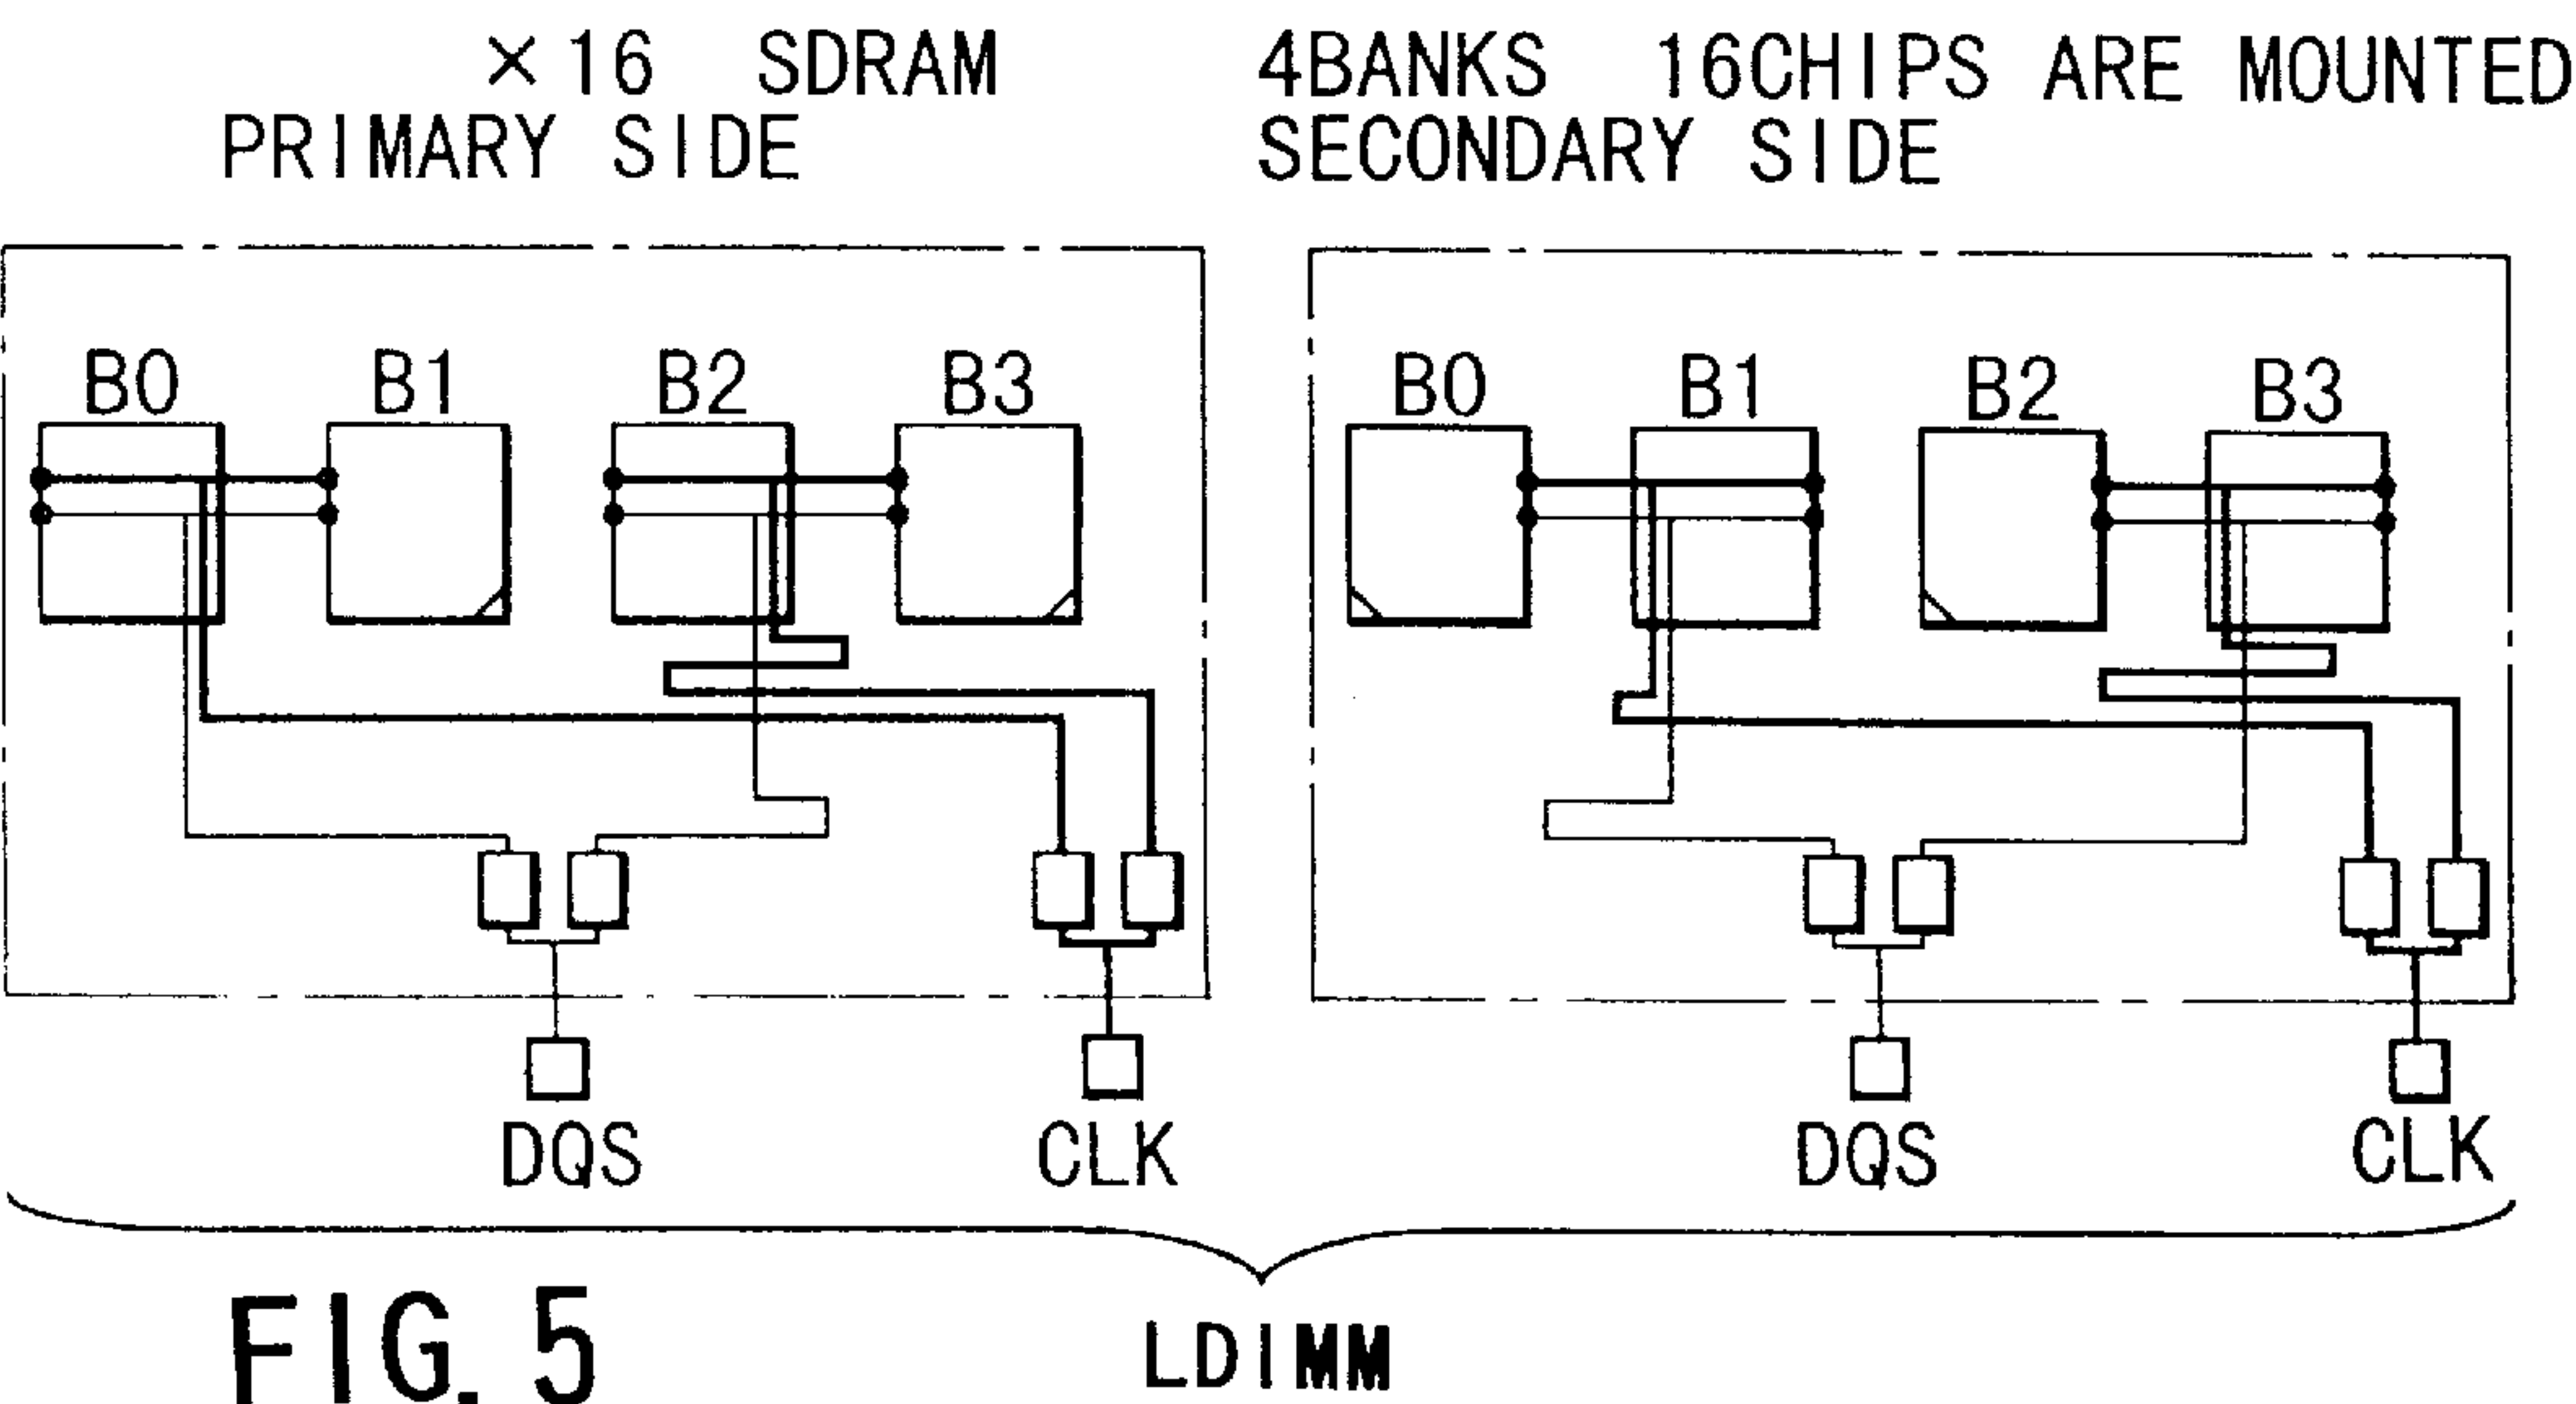 ×16 SDRAM 4BANKS 16CHIPS ARE MOUNTED
PRIMARY SIDE SECONDARY SIDE
B0 B1 B2 B3 B0 B1 B2 B3
DQS CLK DQS CLK
LDIMM
FIG. 5